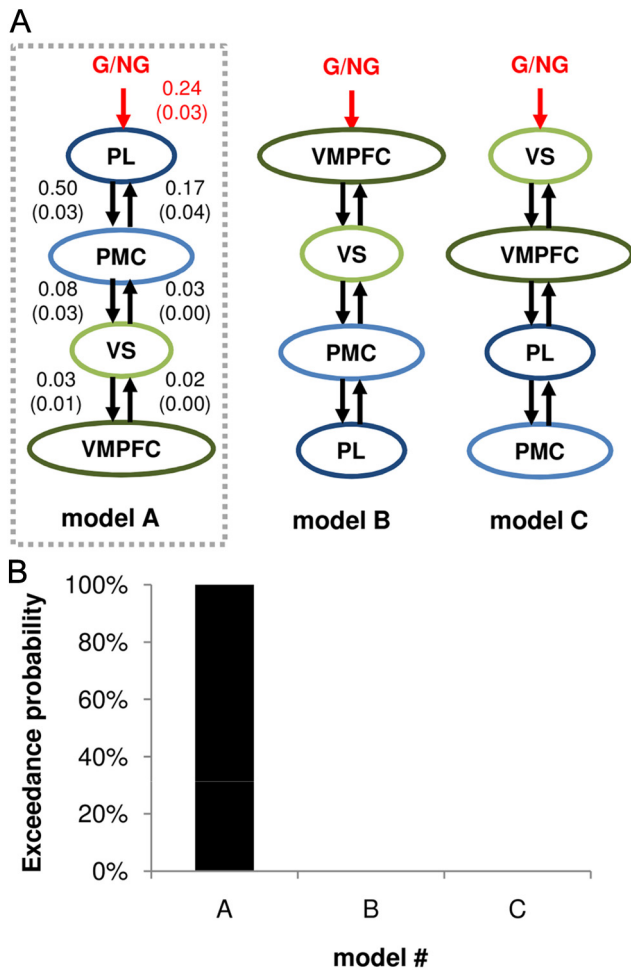 A
G/NG
0.24
(0.03)
PL
0.50
(0.03)
0.17
(0.04)
PMC
0.08
(0.03)
0.03
(0.00)
VS
0.03
(0.01)
0.02
(0.00)
VMPFC
model A
G/NG
VMPFC
VS
PMC
PL
model B
G/NG
VS
VMPFC
PL
PMC
model C
B
Exceedance probability
100%
80%
60%
40%
20%
0%
A B C
model #